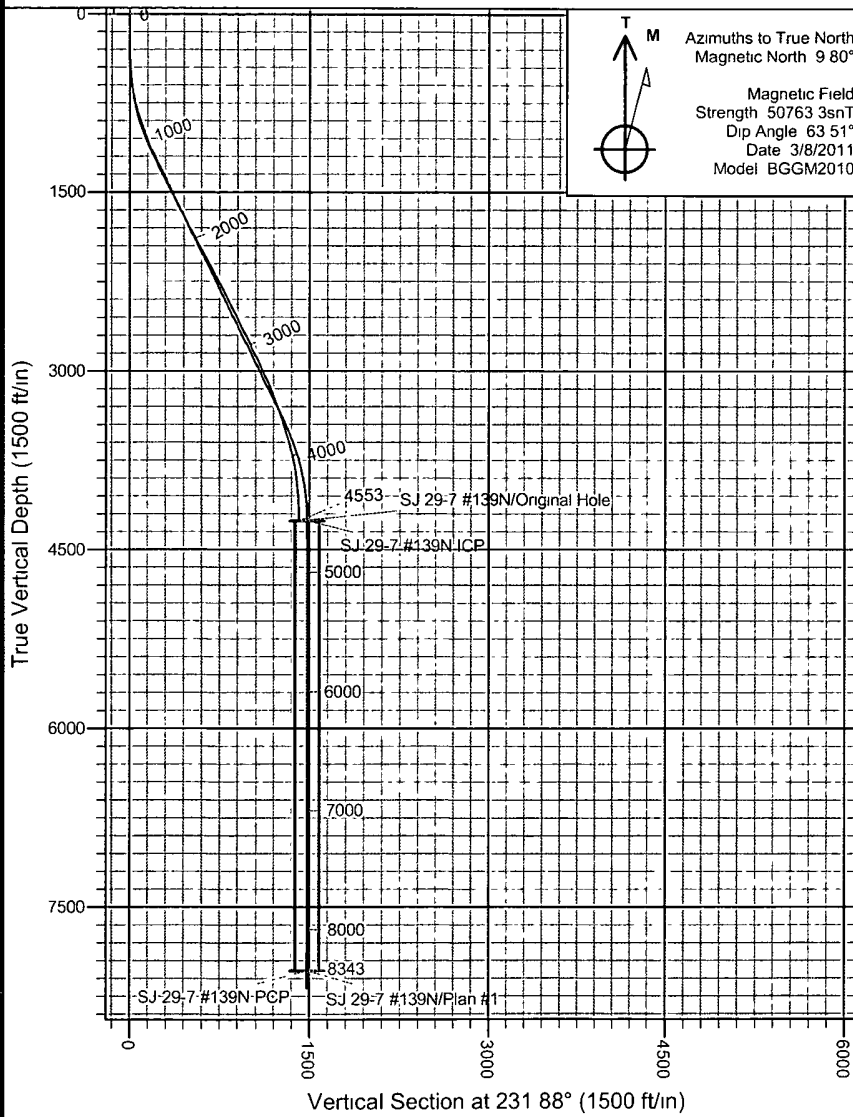 T
M
Azimuths to True North
Magnetic North 9 80°
Magnetic Field
Strength 50763 3snT
Dip Angle 63 51°
Date 3/8/2011
Model BGGM2010
True Vertical Depth (1500 ft/in)
0
1500
3000
4500
6000
7500
0
1000
2000
3000
4000
4553
SJ 29-7 #139N/Original Hole
SJ 29-7 #139N ICP
5000
6000
7000
8000
8343
SJ 29-7 #139N PCP
SJ 29-7 #139N/Plan #1
0
1500
3000
4500
6000
Vertical Section at 231 88° (1500 ft/in)